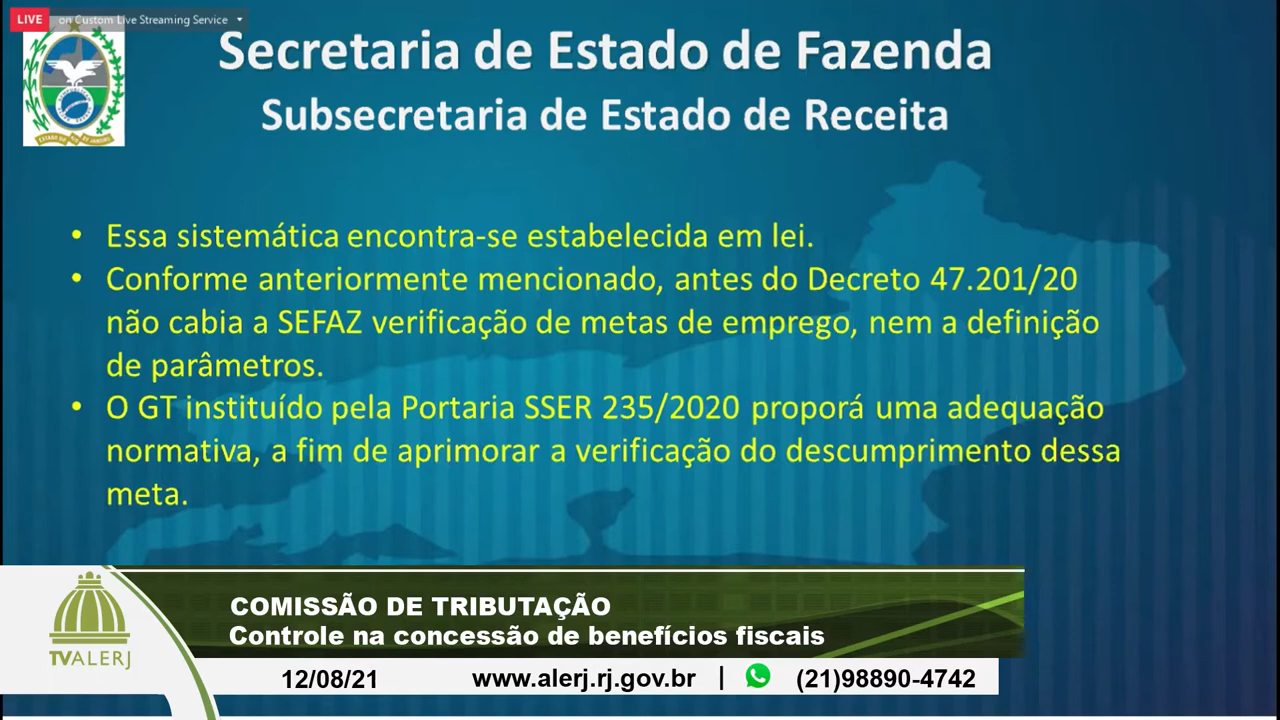 LIVE on Custom Live Streaming Service
Secretaria de Estado de Fazenda
Subsecretaria de Estado de Receita
• Essa sistemática encontra-se estabelecida em lei.
• Conforme anteriormente mencionado, antes do Decreto 47.201/20
não cabia a SEFAZ verificação de metas de emprego, nem a definição
de parâmetros.
• O GT instituído pela Portaria SSER 235/2020 proporá uma adequação
normativa, a fim de aprimorar a verificação do descumprimento dessa
meta.
COMISSÃO DE TRIBUTAÇÃO
Controle na concessão de benefícios fiscais
TVALERJ
12/08/21 www.alerj.rj.gov.br | (21)98890-4742